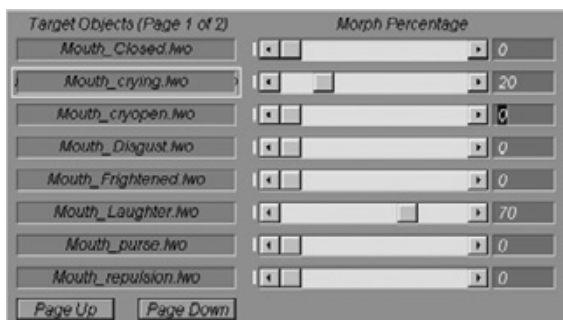 Target Objects (Page 1 of 2) Morph Percentage
Mouth_Closed.lwo 0
Mouth_crying.lwo 20
Mouth_cryopen.lwo 0
Mouth_Disgust.lwo 0
Mouth_Frightened.lwo 0
Mouth_Laughter.lwo 70
Mouth_purse.lwo 0
Mouth_repulsion.lwo 0
Page Up Page Down